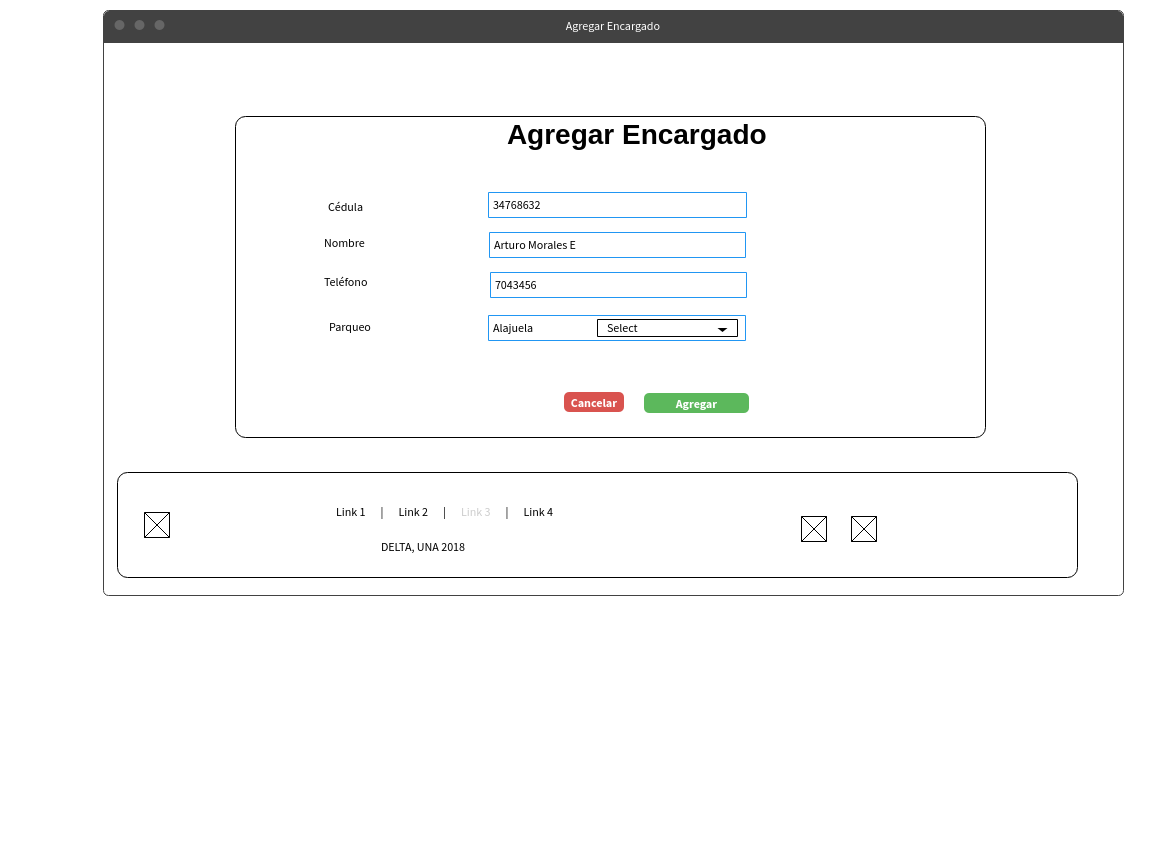 Agregar Encargado
Agregar Encargado
Cédula 34768632
Nombre Arturo Morales E
Teléfono 7043456
Parqueo Alajuela Select
Cancelar Agregar
Link 1 | Link 2 | Link 3 | Link 4
DELTA, UNA 2018